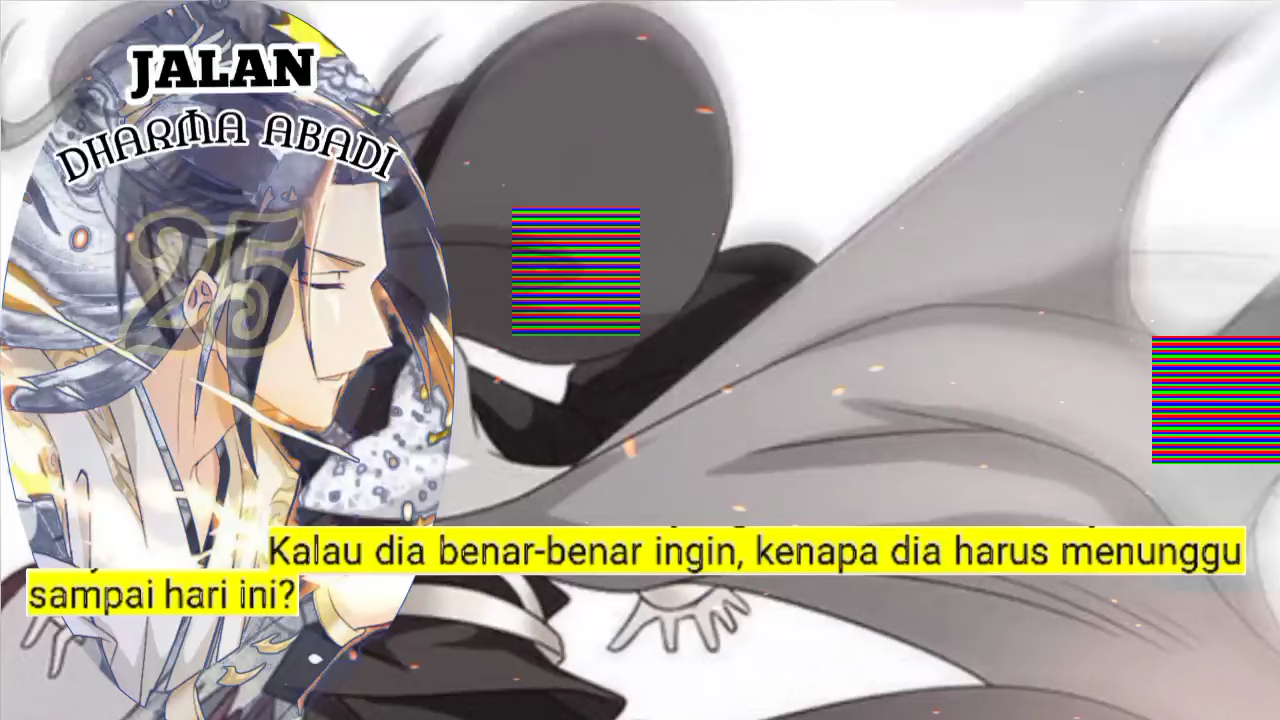 JALAN
DHARMA ABADI
25
Kalau dia benar-benar ingin, kenapa dia harus menunggu
sampai hari ini?